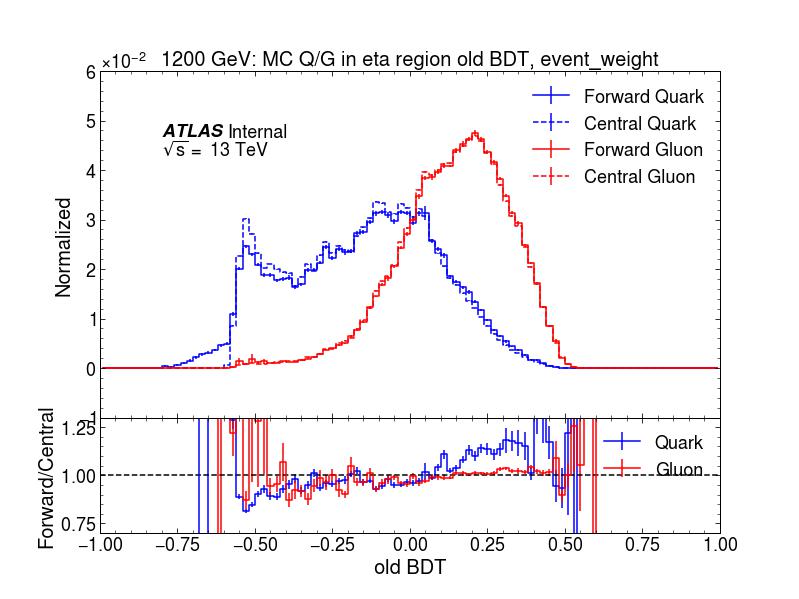 ×10⁻² 1200 GeV: MC Q/G in eta region old BDT, event_weight
6
5
4
3
2
1
0
1
Normalized
ATLAS Internal
√s = 13 TeV
Forward Quark
Central Quark
Forward Gluon
Central Gluon
1.25
1.00
0.75
Forward/Central
Quark
Gluon
−1.00 −0.75 −0.50 −0.25 0.00 0.25 0.50 0.75 1.00
old BDT